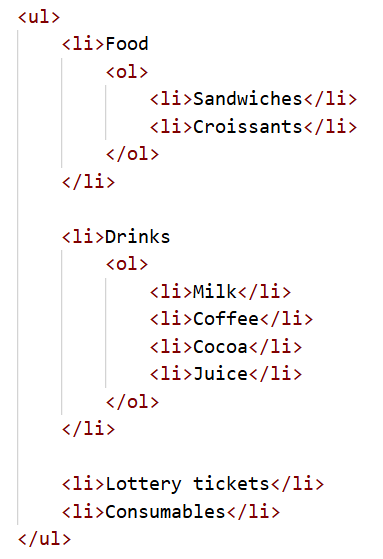 <ul>
    <li>Food
        <ol>
            <li>Sandwiches</li>
            <li>Croissants</li>
        </ol>
    </li>

    <li>Drinks
        <ol>
            <li>Milk</li>
            <li>Coffee</li>
            <li>Cocoa</li>
            <li>Juice</li>
        </ol>
    </li>

    <li>Lottery tickets</li>
    <li>Consumables</li>
</ul>